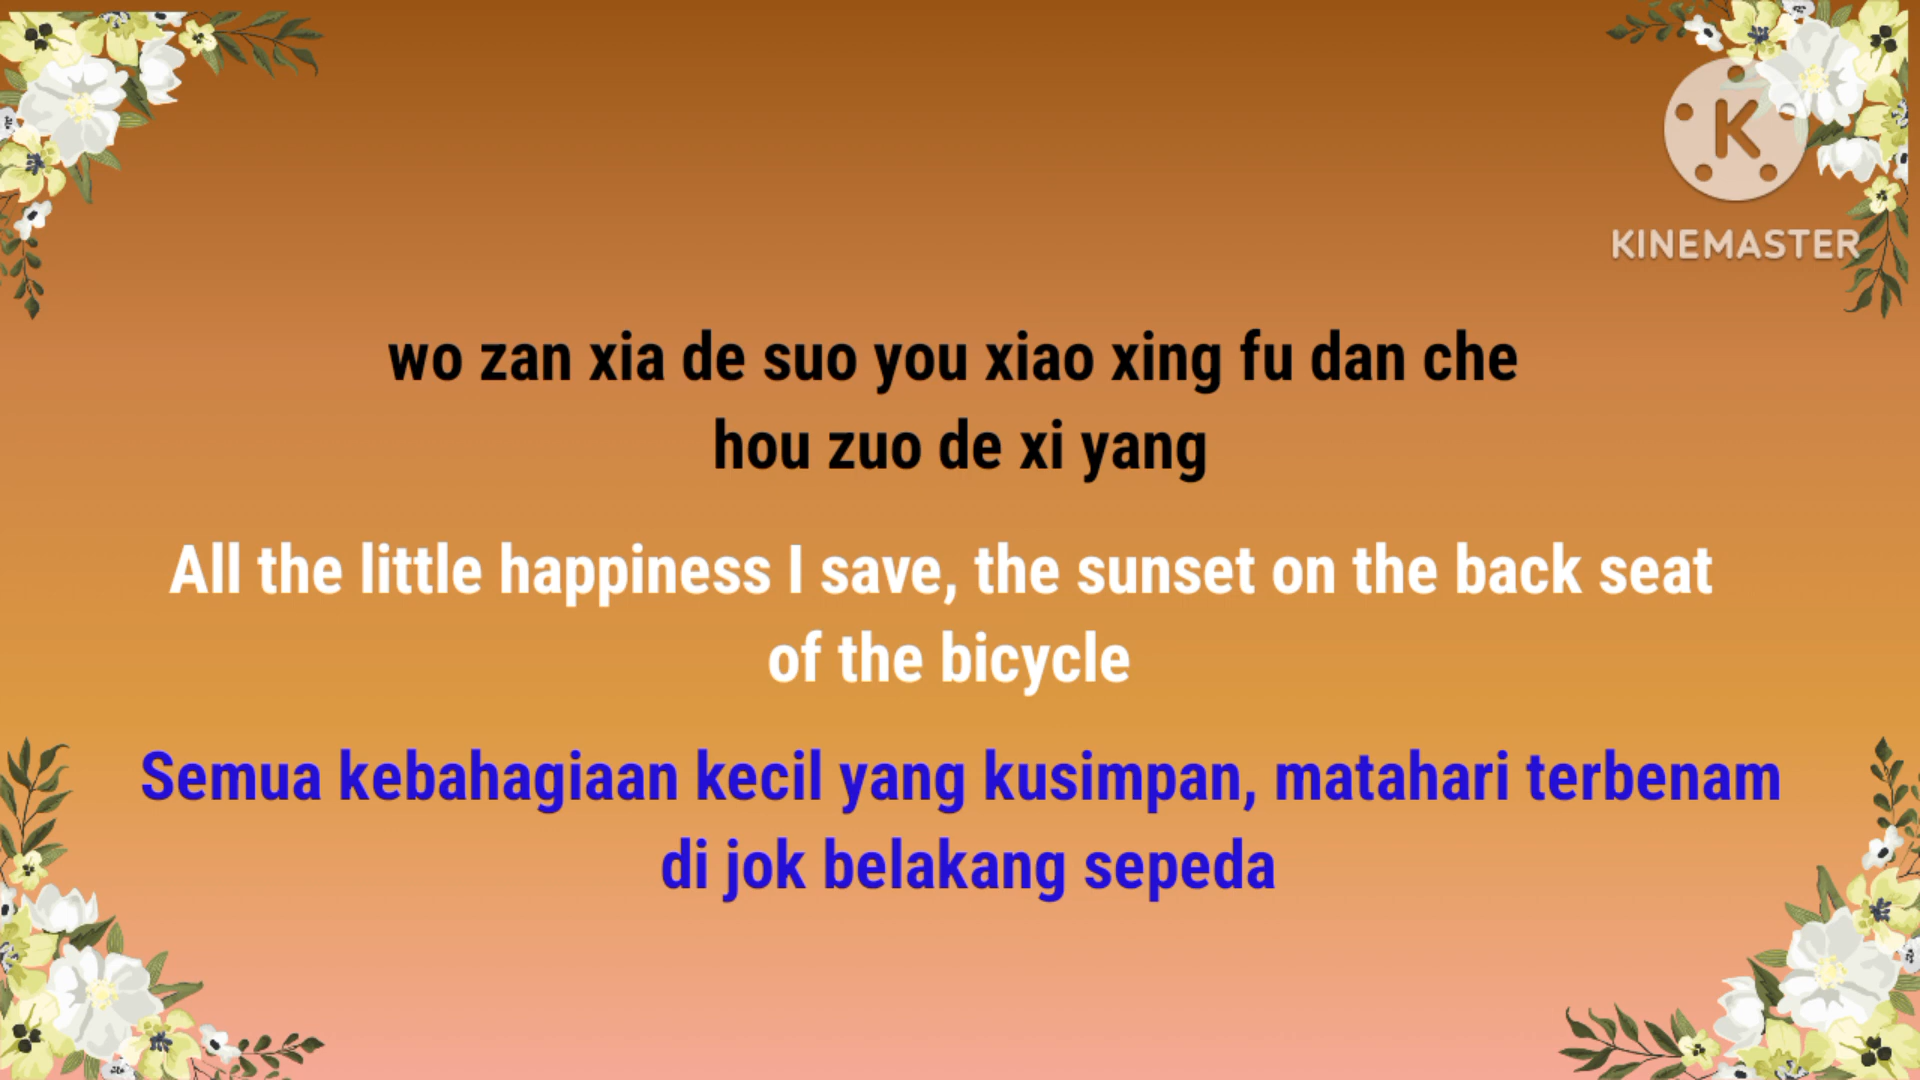 K
KINEMASTER
wo zan xia de suo you xiao xing fu dan che
hou zuo de xi yang
All the little happiness I save, the sunset on the back seat
of the bicycle
Semua kebahagiaan kecil yang kusimpan, matahari terbenam
di jok belakang sepeda